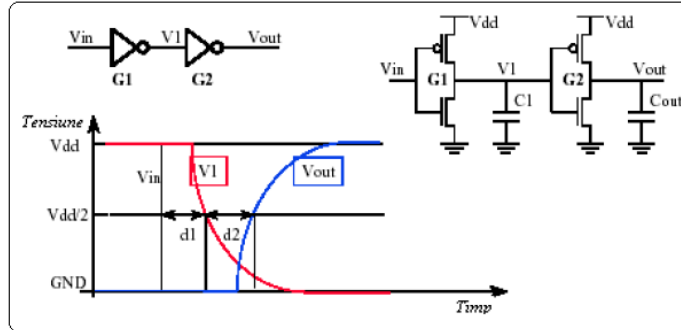 Vin
V1
Vout
G1
G2
Vdd
Vdd
Vin
G1
V1
G2
Vout
C1
Cout
Tensiune
Vdd
Vin
V1
Vout
Vdd/2
d1
d2
GND
Timp